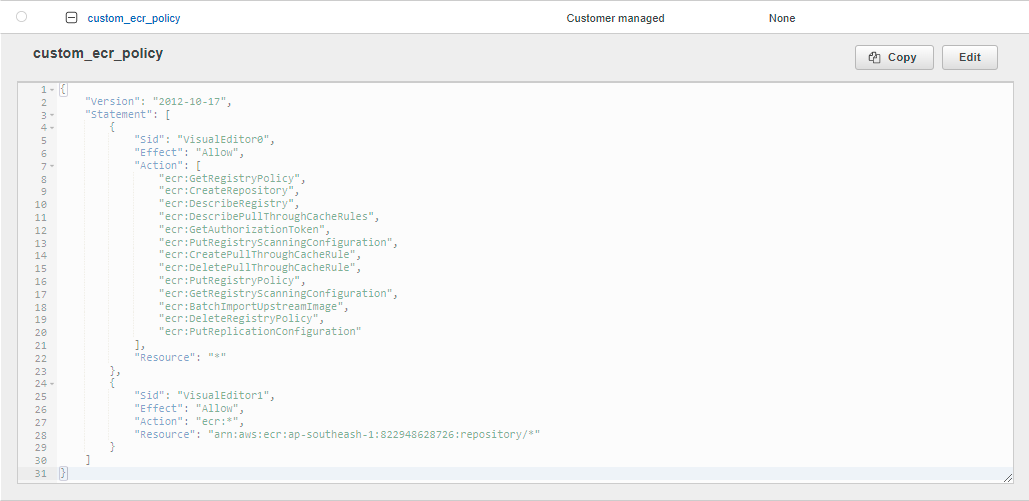 custom_ecr_policy Customer managed None
custom_ecr_policy Copy Edit
1 {
2 "Version": "2012-10-17",
3 "Statement": [
4 {
5 "Sid": "VisualEditor0",
6 "Effect": "Allow",
7 "Action": [
8 "ecr:GetRegistryPolicy",
9 "ecr:CreateRepository",
10 "ecr:DescribeRegistry",
11 "ecr:DescribePullThroughCacheRules",
12 "ecr:GetAuthorizationToken",
13 "ecr:PutRegistryScanningConfiguration",
14 "ecr:CreatePullThroughCacheRule",
15 "ecr:DeletePullThroughCacheRule",
16 "ecr:PutRegistryPolicy",
17 "ecr:GetRegistryScanningConfiguration",
18 "ecr:BatchImportUpstreamImage",
19 "ecr:DeleteRegistryPolicy",
20 "ecr:PutReplicationConfiguration"
21 ],
22 "Resource": "*"
23 },
24 {
25 "Sid": "VisualEditor1",
26 "Effect": "Allow",
27 "Action": "ecr:*",
28 "Resource": "arn:aws:ecr:ap-southeash-1:822948628726:repository/*"
29 }
30 ]
31 }